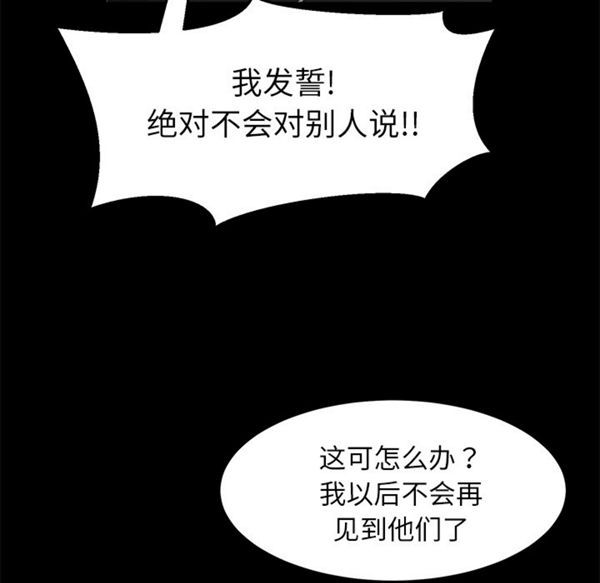 我发誓!
绝对不会对别人说!!
这可怎么办？
我以后不会再
见到他们了